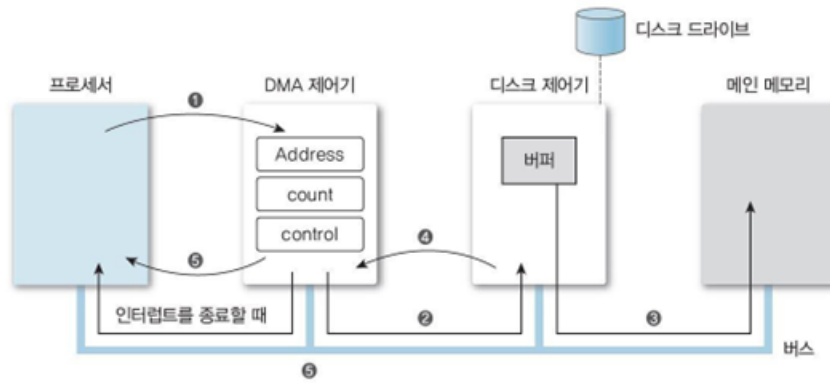 디스크 드라이브
프로세서
DMA 제어기
디스크 제어기
메인 메모리
❶
Address
버퍼
count
control
❹
❺
인터럽트를 종료할 때
❷
❸
버스
❺